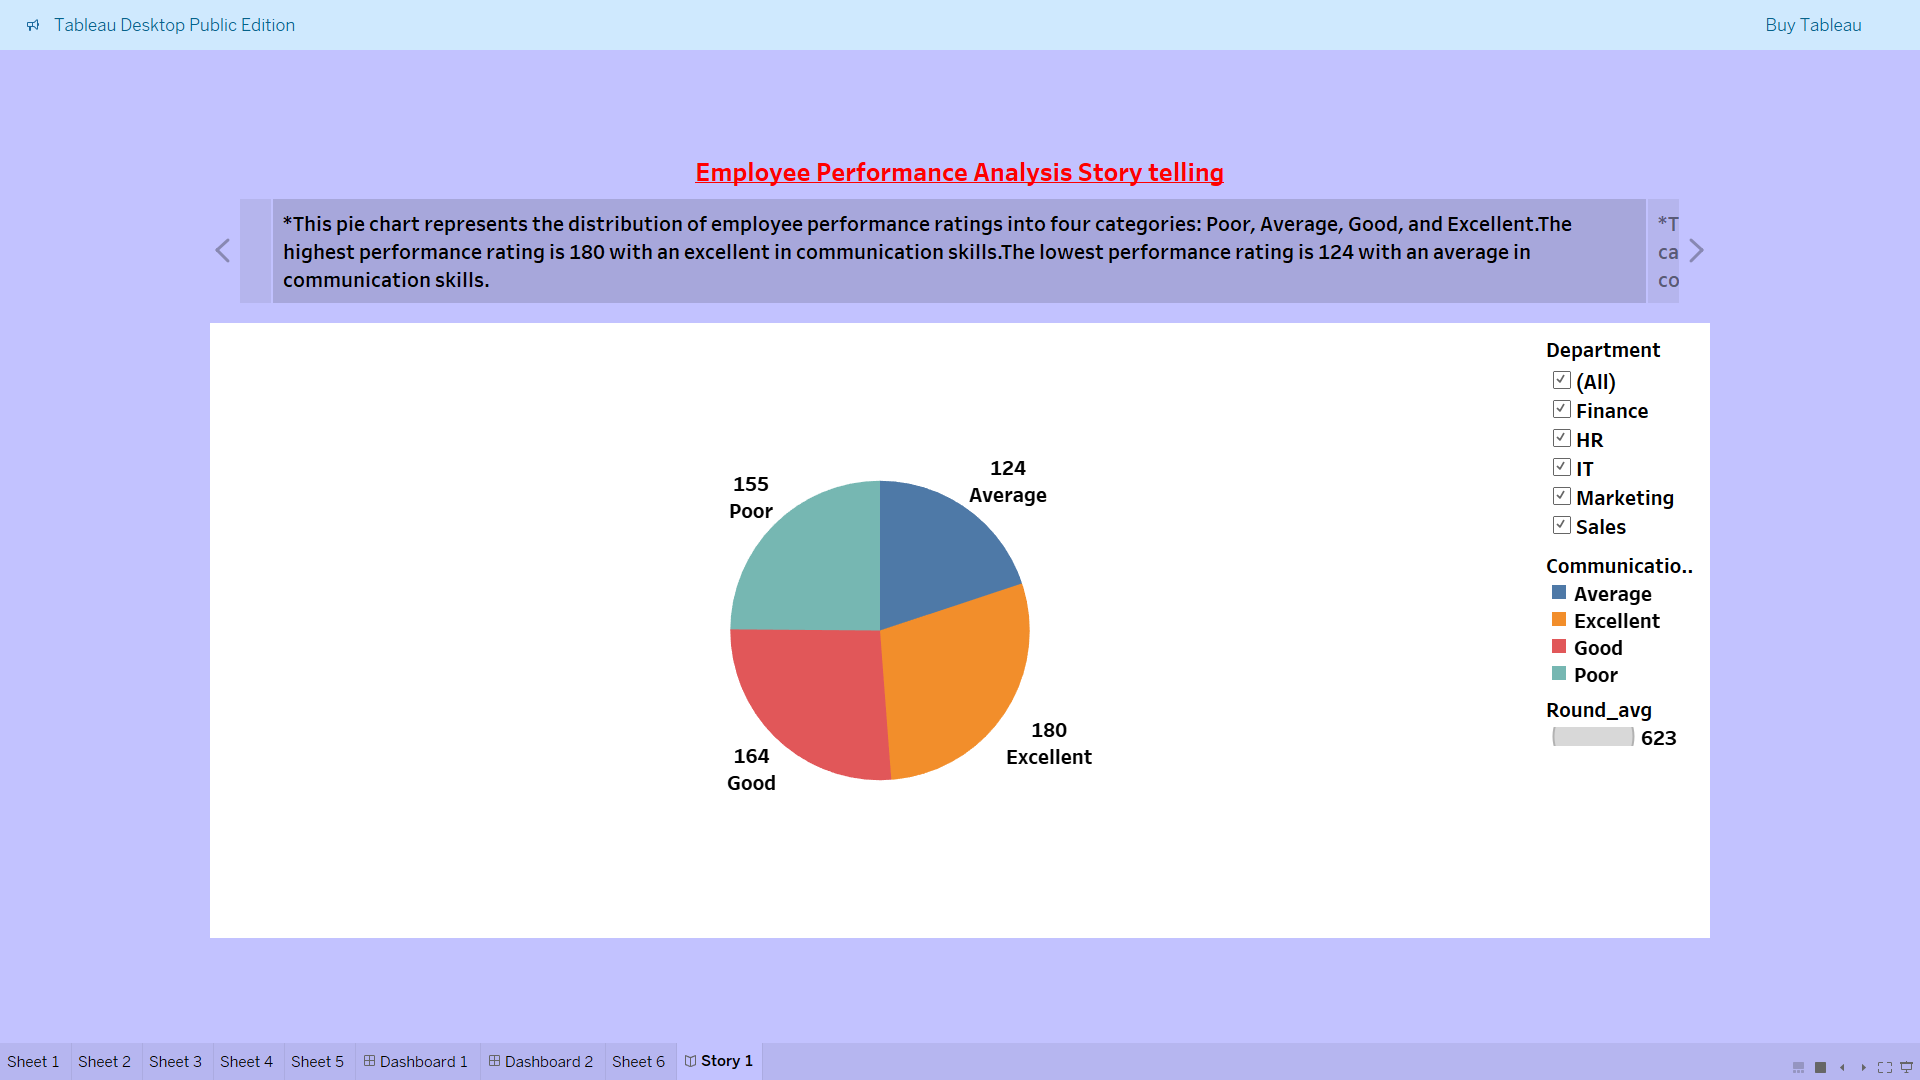 Tableau Desktop Public Edition
Buy Tableau
Employee Performance Analysis Story telling
*This pie chart represents the distribution of employee performance ratings into four categories: Poor, Average, Good, and Excellent.The
highest performance rating is 180 with an excellent in communication skills.The lowest performance rating is 124 with an average in
communication skills.
*T
ca
co
155
Poor
124
Average
164
Good
180
Excellent
Department
(All)
Finance
HR
IT
Marketing
Sales
Communicatio..
Average
Excellent
Good
Poor
Round_avg
623
Sheet 1
Sheet 2
Sheet 3
Sheet 4
Sheet 5
Dashboard 1
Dashboard 2
Sheet 6
Story 1